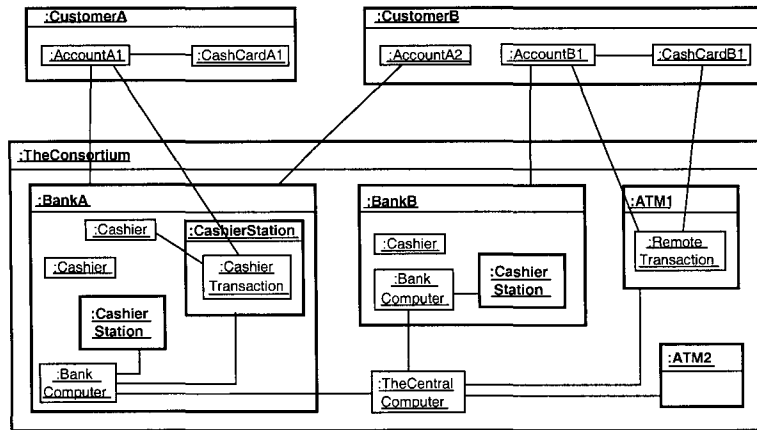 :CustomerA
:AccountA1
:CashCardA1
:CustomerB
:AccountA2
:AccountB1
:CashCardB1
:TheConsortium
:BankA
:Cashier
:CashierStation
:Cashier
Transaction
:Cashier
:Cashier
Station
:Bank
Computer
:BankB
:Cashier
:Bank
Computer
:Cashier
Station
:TheCentral
Computer
:ATM1
:Remote
Transaction
:ATM2